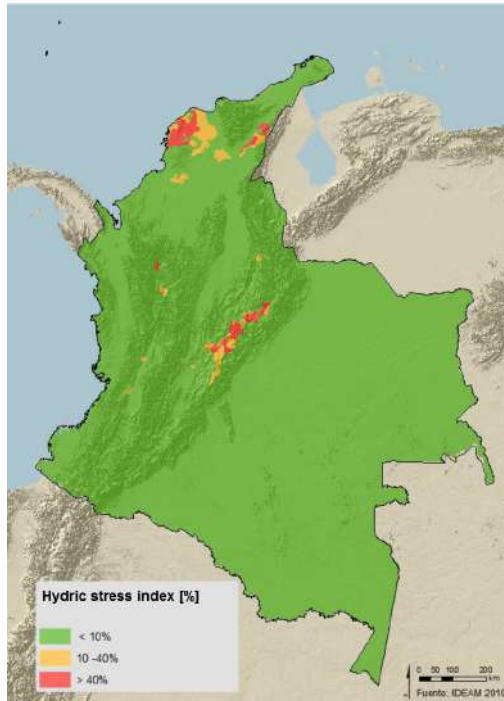 Hydric stress index [%]
< 10%
10 -40%
> 40%
0 50 100 200
km
Fuente: IDEAM 2010